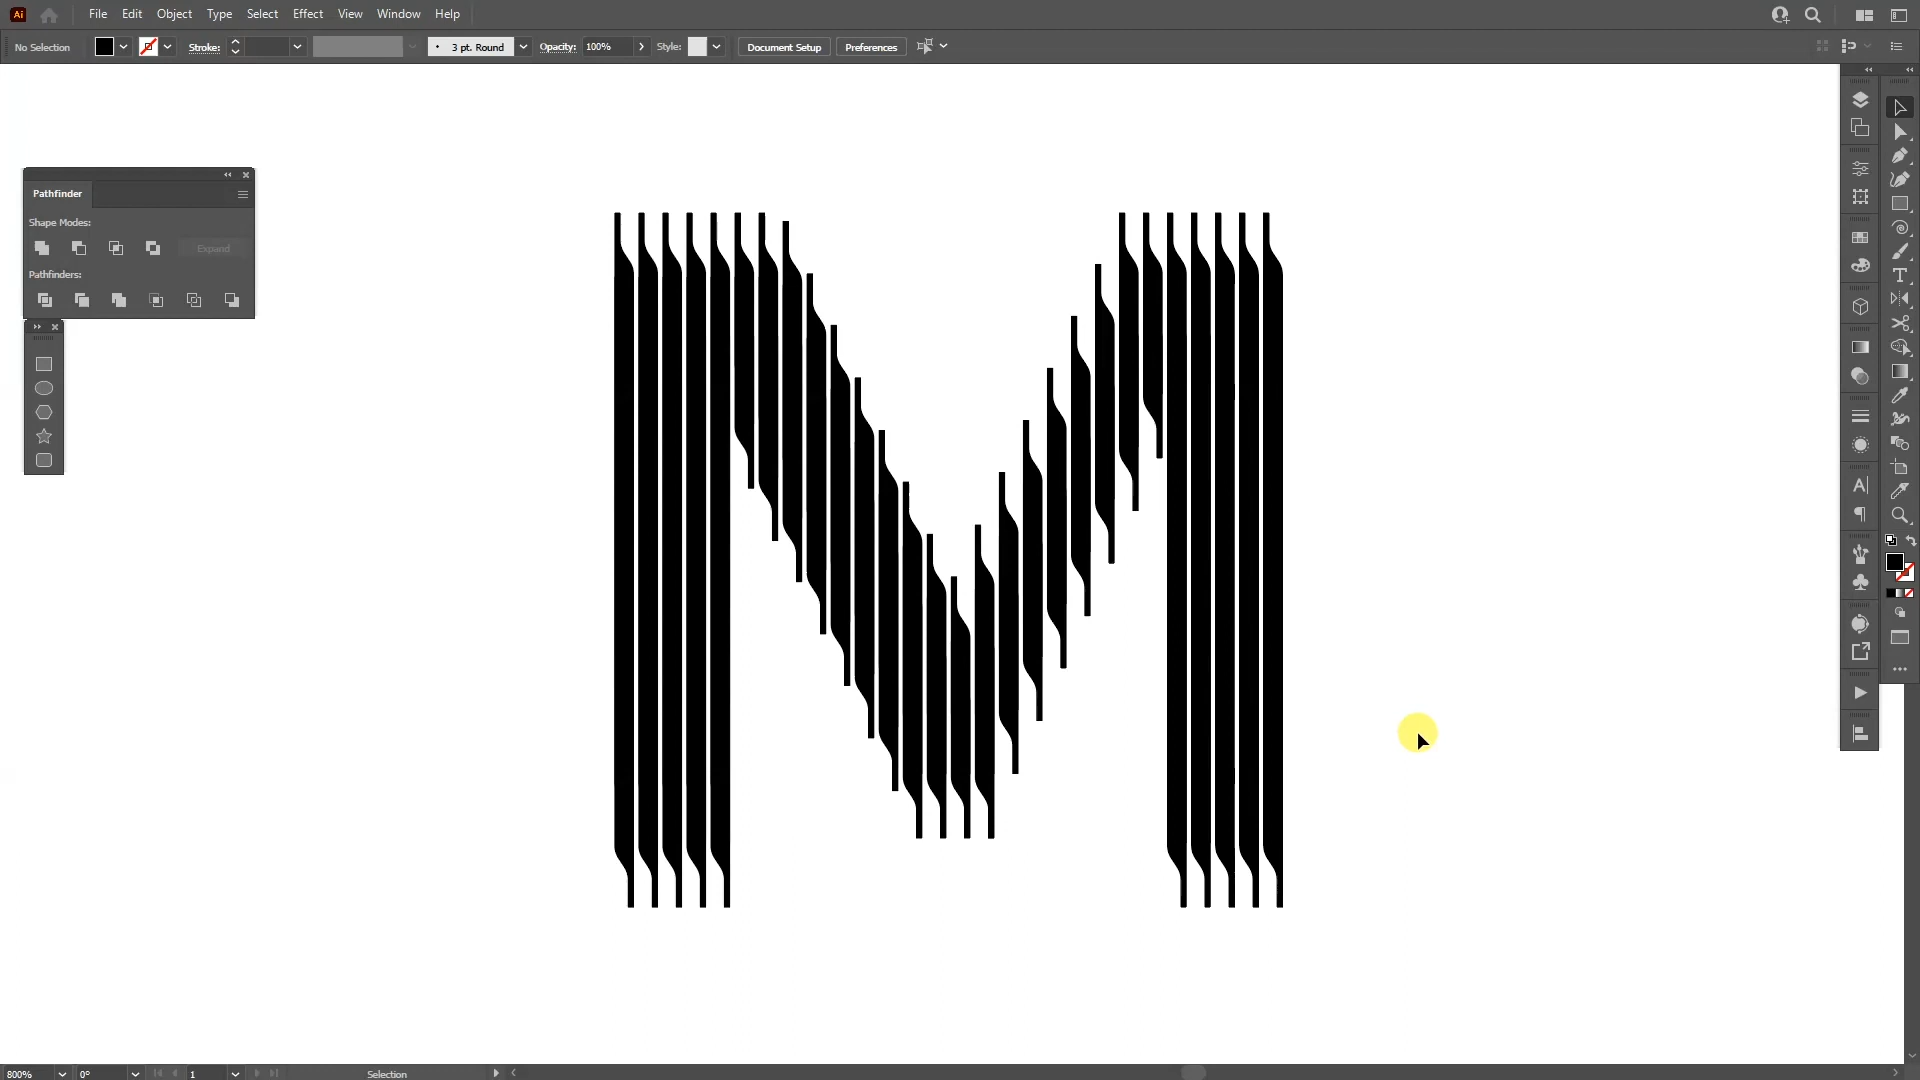 Ai File Edit Object Type Select Effect View Window Help
No Selection Stroke: 3 pt. Round Opacity: 100% Style: Document Setup Preferences
Pathfinder
Shape Modes:
Expand
Pathfinders:
M
800% 0° 1 Selection